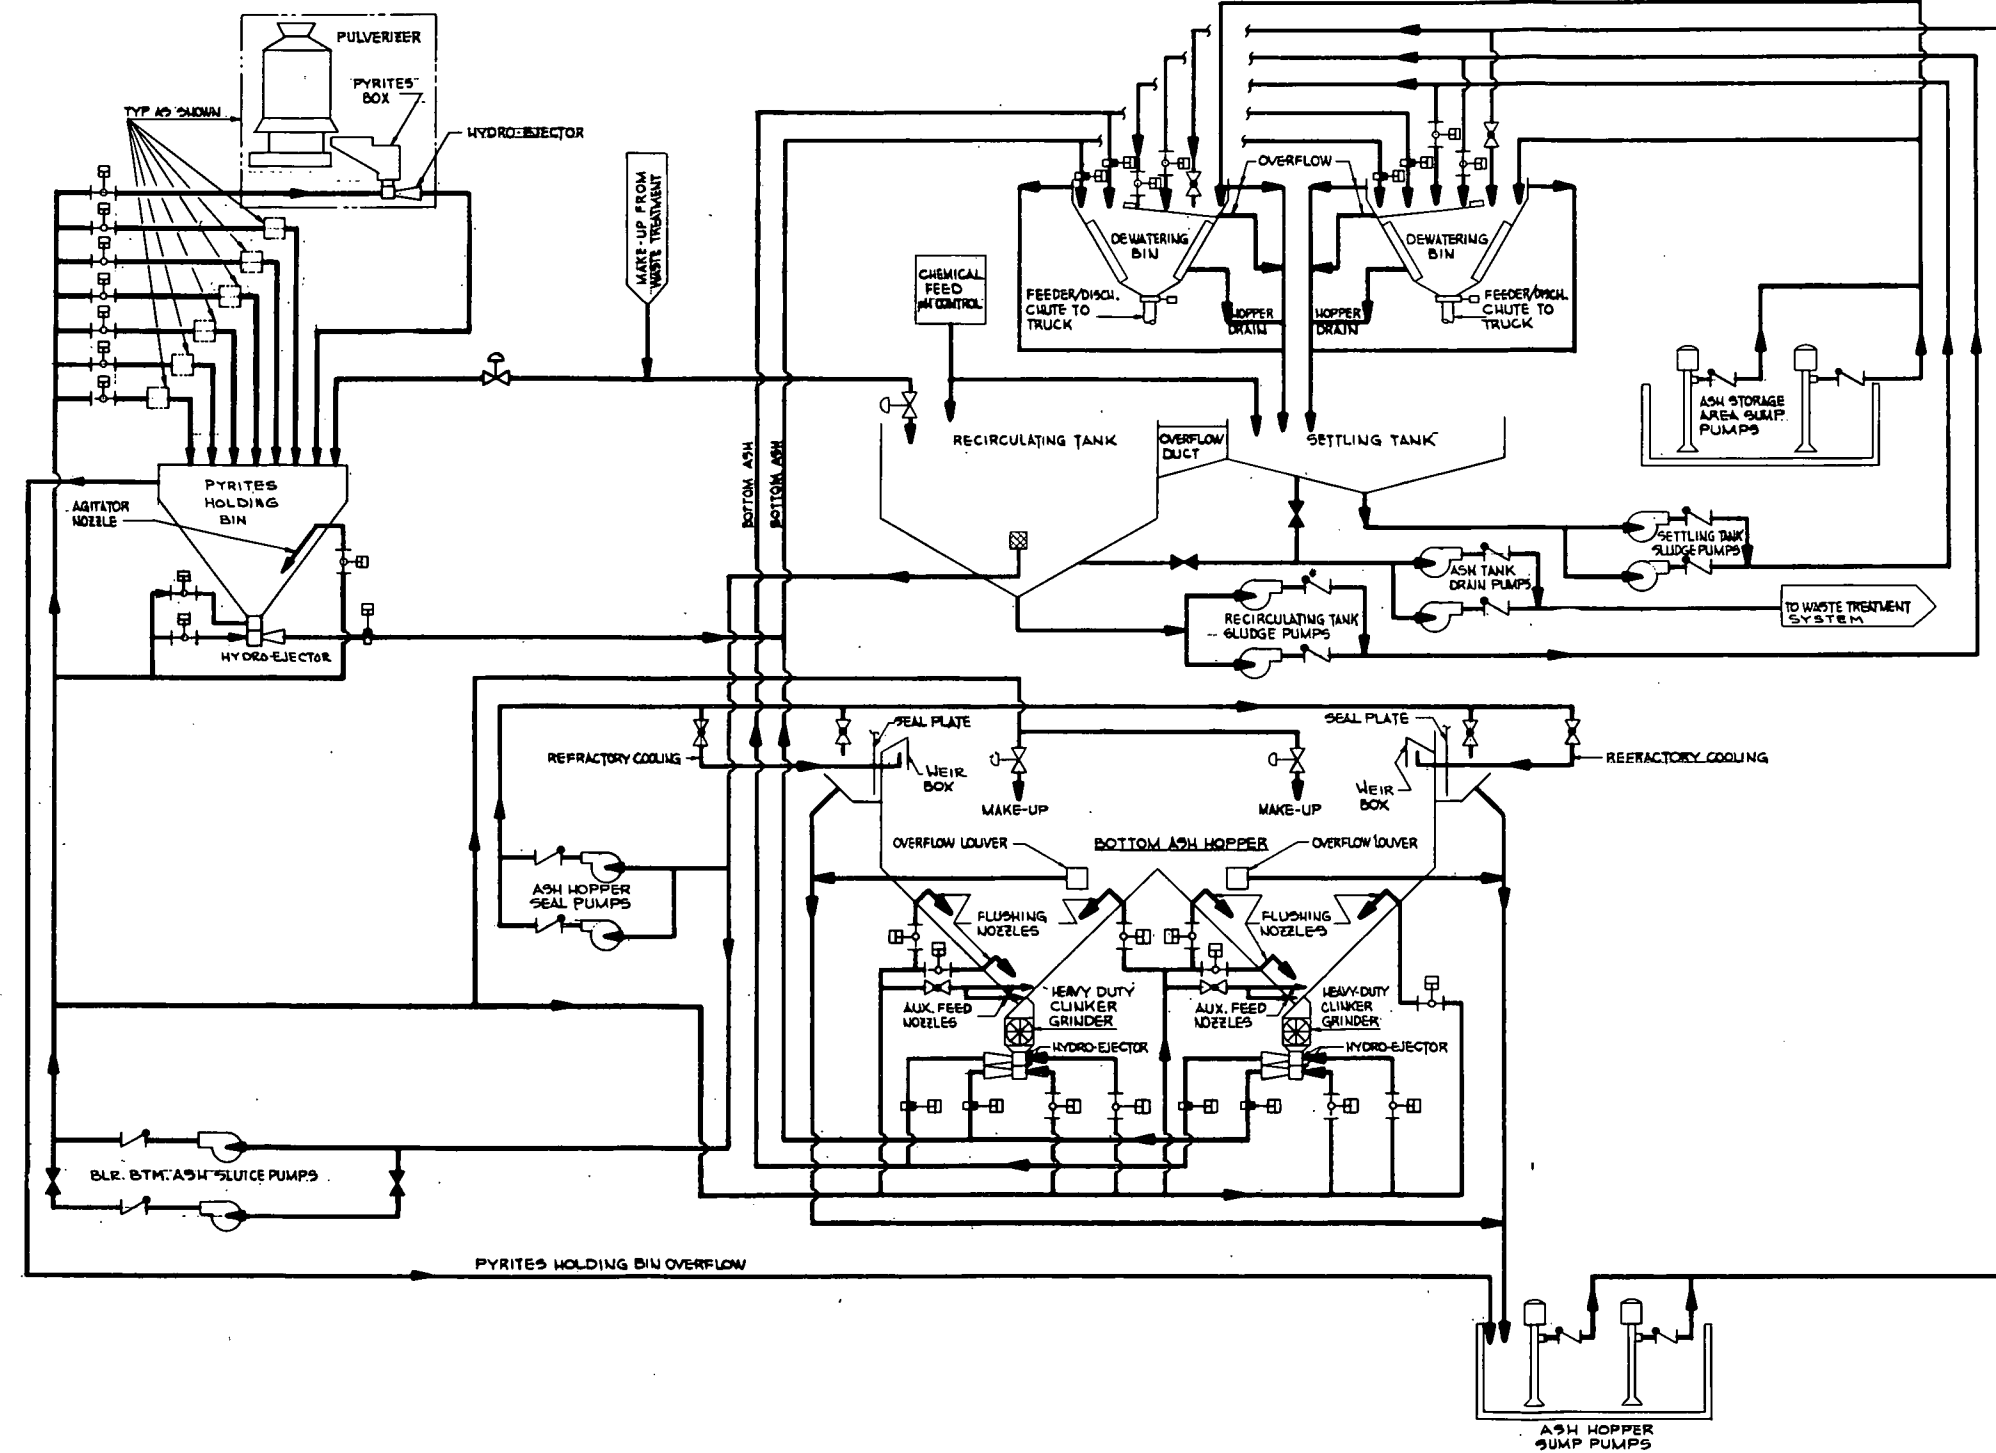 PULVERIZER
PYRITES
BOX
TYP AS SHOWN
HYDRO-EJECTOR
MAKE-UP FROM
WASTE TREATMENT
OVERFLOW
DEWATERING
BIN
DEWATERING
BIN
CHEMICAL
FEED
pH CONTROL
FEEDER/DISCH.
CHUTE TO
TRUCK
HOPPER
DRAIN
HOPPER
DRAIN
FEEDER/DISCH.
CHUTE TO
TRUCK
ASH STORAGE
AREA SUMP
PUMPS
RECIRCULATING TANK
OVERFLOW
DUCT
SETTLING TANK
BOTTOM ASH
BOTTOM ASH
PYRITES
HOLDING
BIN
AGITATOR
NOZZLE
SETTLING TANK
SLUDGE PUMPS
ASH TANK
DRAIN PUMPS
TO WASTE TREATMENT
SYSTEM
RECIRCULATING TANK
SLUDGE PUMPS
HYDRO-EJECTOR
SEAL PLATE
SEAL PLATE
REFRACTORY COOLING
REFRACTORY COOLING
WEIR
BOX
WEIR
BOX
MAKE-UP
MAKE-UP
OVERFLOW LOUVER
BOTTOM ASH HOPPER
OVERFLOW LOUVER
ASH HOPPER
SEAL PUMPS
FLUSHING
NOZZLES
FLUSHING
NOZZLES
AUX. FEED
NOZZLES
HEAVY DUTY
CLINKER
GRINDER
AUX. FEED
NOZZLES
HEAVY-DUTY
CLINKER
GRINDER
HYDRO-EJECTOR
HYDRO-EJECTOR
BLR. BTM. ASH SLUICE PUMPS
PYRITES HOLDING BIN OVERFLOW
ASH HOPPER
SUMP PUMPS